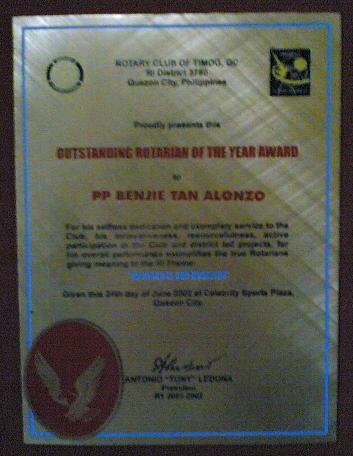 ROTARY CLUB OF TIMOG, QC
RI District 3780
Quezon City, Philippines
Proudly presents this
OUTSTANDING ROTARIAN OF THE YEAR AWARD
to
PP BENJIE TAN ALONZO
For his selfless dedication and exemplary service to the
Club, his innovativeness, resourcefulness, active
participation in the Club and district led projects, for
his overall performance exemplifies the true Rotarians
giving meaning to the RI Theme:
Given this 24th day of June 2002 at Celebrity Sports Plaza,
Quezon City.
ANTONIO "TONY" LEDUNA
President
RY 2001-2002